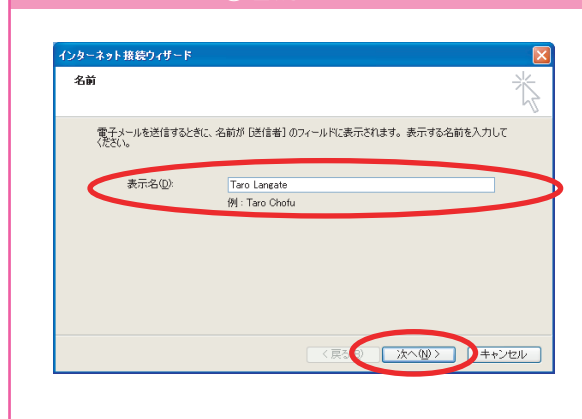 インターネット接続ウィザード
名前
電子メールを送信するときに、名前が [送信者] のフィールドに表示されます。表示する名前を入力して
ください。
表示名(D):
Taro Langate
例 : Taro Chofu
< 戻る(B) 次へ(N) > キャンセル